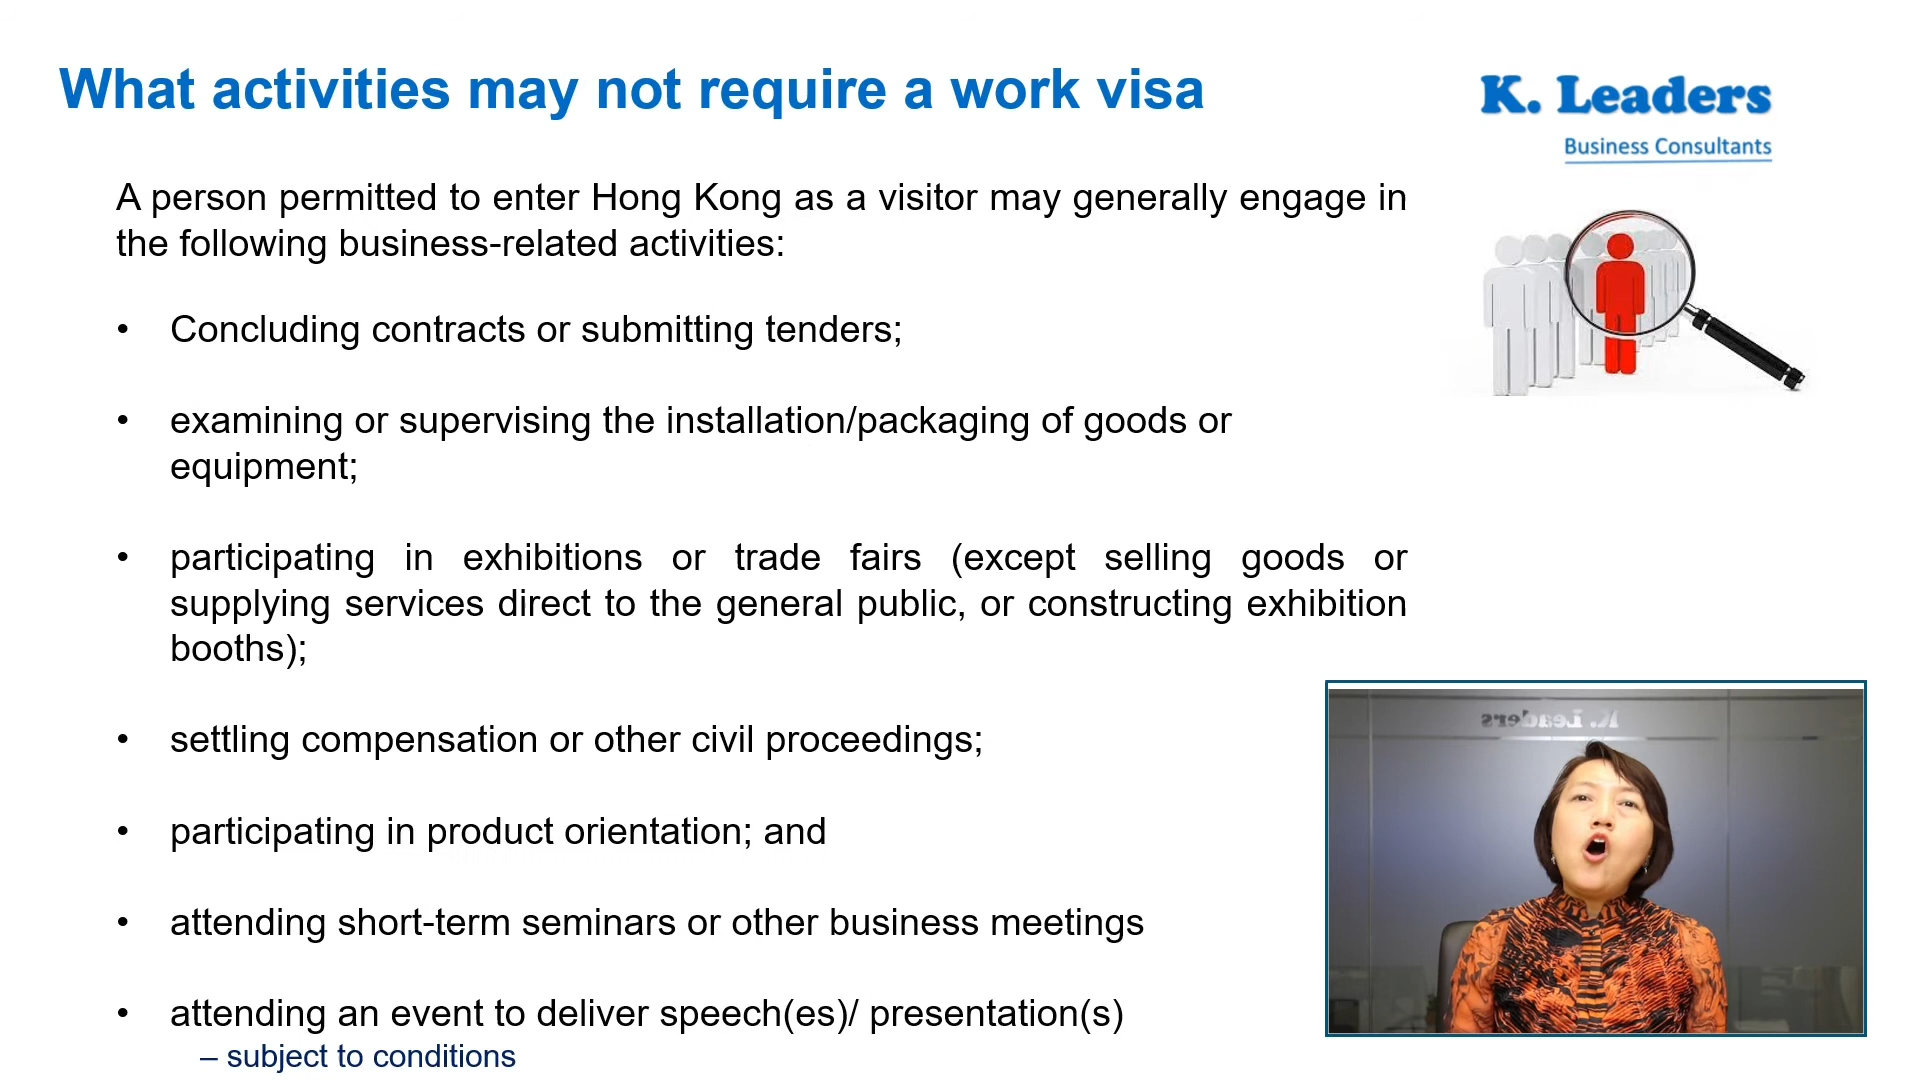 What activities may not require a work visa
K. Leaders
Business Consultants
A person permitted to enter Hong Kong as a visitor may generally engage in
the following business-related activities:
• Concluding contracts or submitting tenders;
• examining or supervising the installation/packaging of goods or
equipment;
• participating in exhibitions or trade fairs (except selling goods or
supplying services direct to the general public, or constructing exhibition
booths);
• settling compensation or other civil proceedings;
• participating in product orientation; and
• attending short-term seminars or other business meetings
• attending an event to deliver speech(es)/ presentation(s)
– subject to conditions
K. Leaders